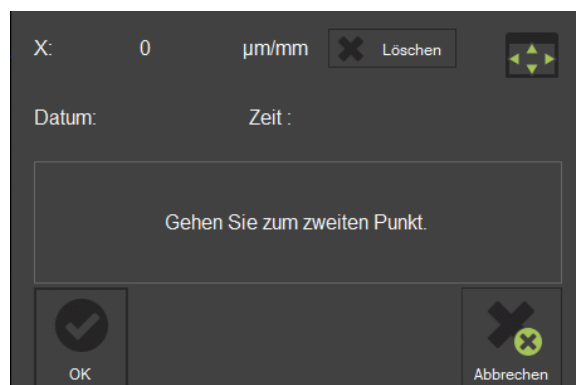 X: 0 µm/mm Löschen
Datum: Zeit :
Gehen Sie zum zweiten Punkt.
OK Abbrechen